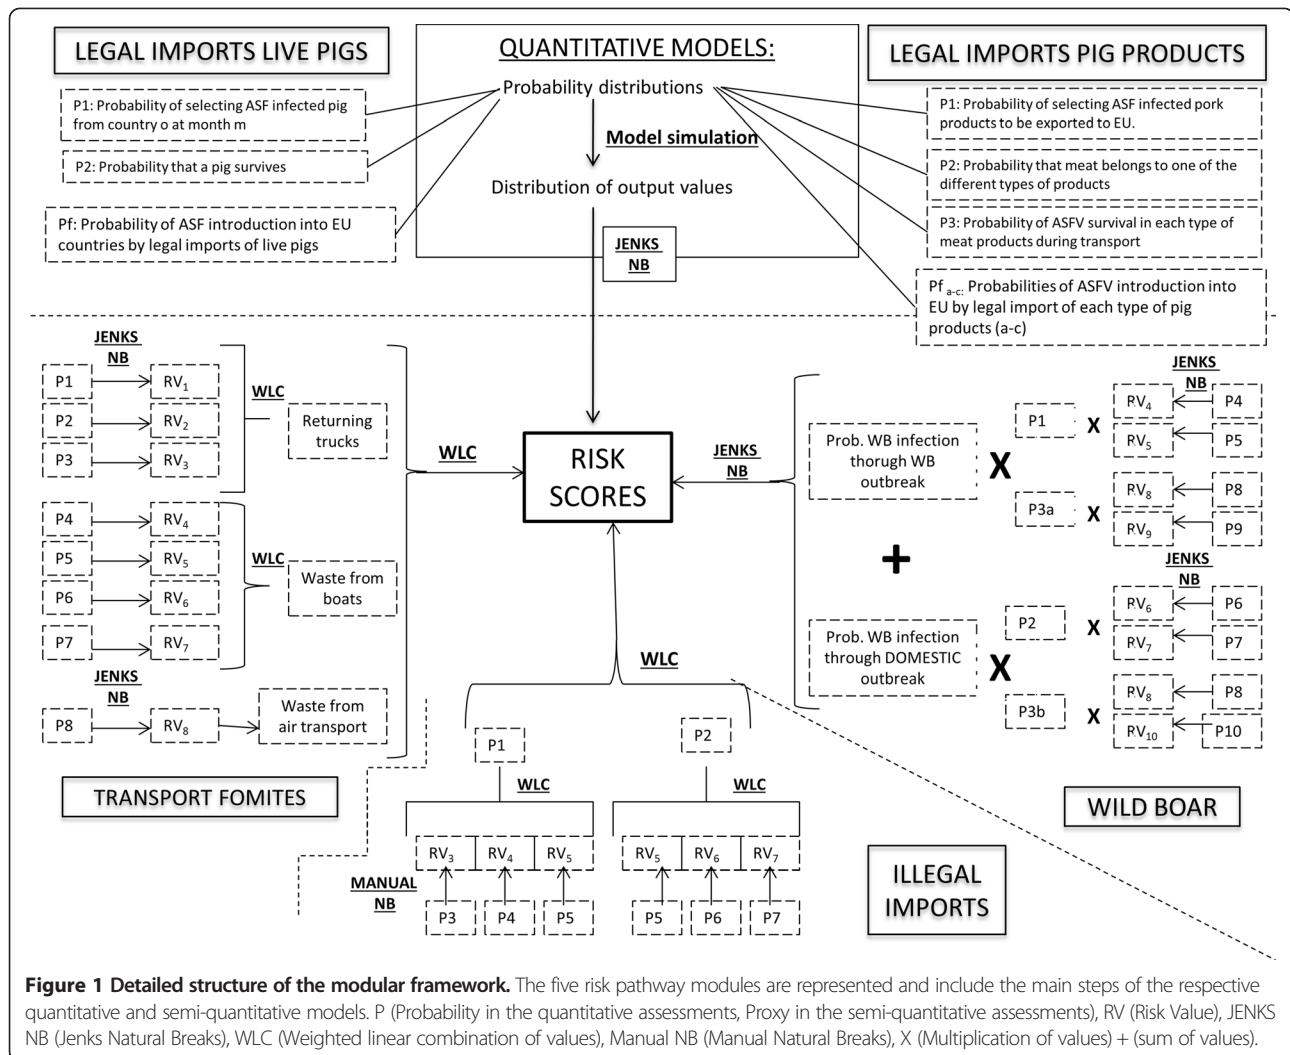 LEGAL IMPORTS LIVE PIGS
P1: Probability of selecting ASF infected pig
from country o at month m
P2: Probability that a pig survives
Pf: Probability of ASF introduction into EU
countries by legal imports of live pigs
QUANTITATIVE MODELS:
Probability distributions
Model simulation
Distribution of output values
JENKS
NB
LEGAL IMPORTS PIG PRODUCTS
P1: Probability of selecting ASF infected pork
products to be exported to EU.
P2: Probability that meat belongs to one of the
different types of products
P3: Probability of ASFV survival in each type of
meat products during transport
Pf a-c: Probabilities of ASFV introduction into
EU by legal import of each type of pig
products (a-c)
JENKS
NB
P1 RV1
P2 RV2
P3 RV3
WLC
Returning
trucks
P4 RV4
P5 RV5
P6 RV6
P7 RV7
WLC
Waste from
boats
JENKS
NB
P8 RV8
Waste from
air transport
WLC
TRANSPORT FOMITES
RISK
SCORES
JENKS
NB
Prob. WB infection
thorugh WB
outbreak
X
P1 X RV4 P4
RV5 P5
P3a X RV8 P8
RV9 P9
JENKS
NB
+
Prob. WB infection
through DOMESTIC
outbreak
X
JENKS
NB
P2 X RV6 P6
RV7 P7
P3b X RV8 P8
RV10 P10
WILD BOAR
WLC
P1 P2
WLC WLC
RV3 RV4 RV5 RV5 RV6 RV7
MANUAL
NB
P3 P4 P5 P5 P6 P7
ILLEGAL
IMPORTS
Figure 1 Detailed structure of the modular framework. The five risk pathway modules are represented and include the main steps of the respective
quantitative and semi-quantitative models. P (Probability in the quantitative assessments, Proxy in the semi-quantitative assessments), RV (Risk Value), JENKS
NB (Jenks Natural Breaks), WLC (Weighted linear combination of values), Manual NB (Manual Natural Breaks), X (Multiplication of values) + (sum of values).